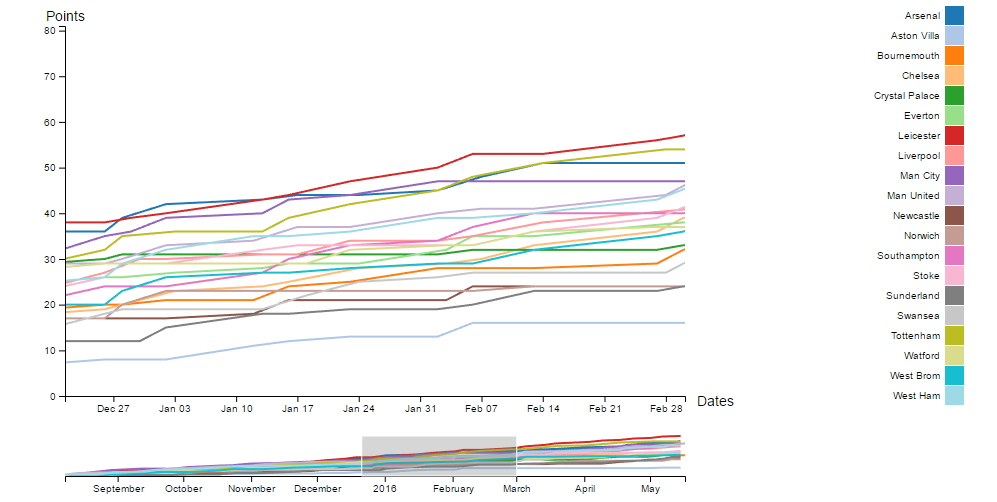 Points
80
70
60
50
40
30
20
10
0
Dec 27 Jan 03 Jan 10 Jan 17 Jan 24 Jan 31 Feb 07 Feb 14 Feb 21 Feb 28
Dates
September October November December 2016 February March April May
Arsenal
Aston Villa
Bournemouth
Chelsea
Crystal Palace
Everton
Leicester
Liverpool
Man City
Man United
Newcastle
Norwich
Southampton
Stoke
Sunderland
Swansea
Tottenham
Watford
West Brom
West Ham